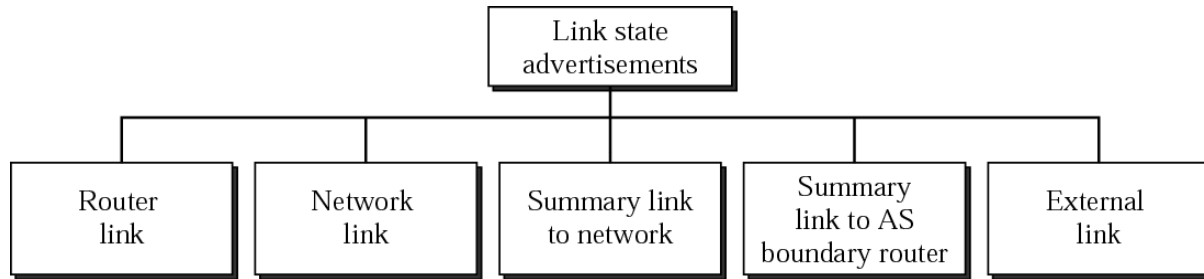 Link state
advertisements
Router
link
Network
link
Summary link
to network
Summary
link to AS
boundary router
External
link